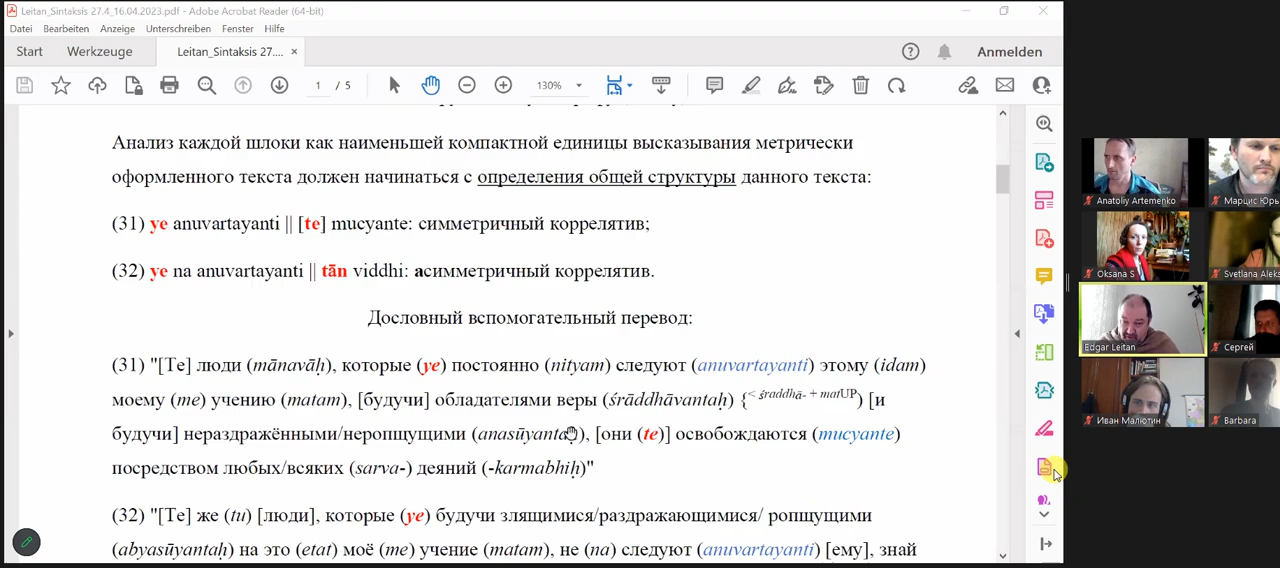 Leitan_Sintaksis 27.4_16.04.2023.pdf - Adobe Acrobat Reader (64-bit)
Datei Bearbeiten Anzeige Unterschreiben Fenster Hilfe
Start Werkzeuge Leitan_Sintaksis 27.... × Anmelden
1 / 5 130%
Анализ каждой шлоки как наименьшей компактной единицы высказывания метрически
оформленного текста должен начинаться с определения общей структуры данного текста:
(31) ye anuvartayanti || [te] mucyante: симметричный коррелятив;
(32) ye na anuvartayanti || tān viddhi: асимметричный коррелятив.
Дословный вспомогательный перевод:
(31) "[Те] люди (mānavāḥ), которые (ye) постоянно (nityam) следуют (anuvartayanti) этому (idam)
моему (me) учению (matam), [будучи] обладателями веры (śrāddhāvantaḥ) {< śraddhā- + matUP} [и
будучи] нераздражёнными/неропщущими (anasūyantaḥ), [они (te)] освобождаются (mucyante)
посредством любых/всяких (sarva-) деяний (-karmabhiḥ)"
(32) "[Те] же (tu) [люди], которые (ye) будучи злящимися/раздражающимися/ ропщущими
(abyasūyantaḥ) на это (etat) моё (me) учение (matam), не (na) следуют (anuvartayanti) [ему], знай
Anatoliy Artemenko
Марцис Юрь
Oksana S
Svetlana Aleks
Edgar Leitan
Сергей
Иван Малютин
Barbara